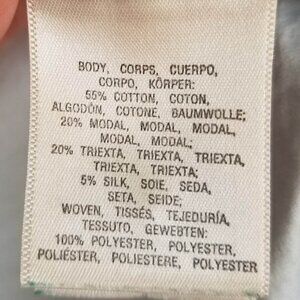 BODY, CORPS, CUERPO,
CORPO, KÖRPER:
55% COTTON, COTON,
ALGODÓN, COTONE, BAUMWOLLE;
20% MODAL, MODAL, MODAL,
MODAL, MODAL;
20% TRIEXTA, TRIEXTA, TRIEXTA,
TRIEXTA, TRIEXTA;
5% SILK, SOIE, SEDA,
SETA, SEIDE;
WOVEN, TISSÉS, TEJEDURÍA,
TESSUTO, GEWEBTEN:
100% POLYESTER, POLYESTER,
POLIÉSTER, POLIESTERE, POLYESTER